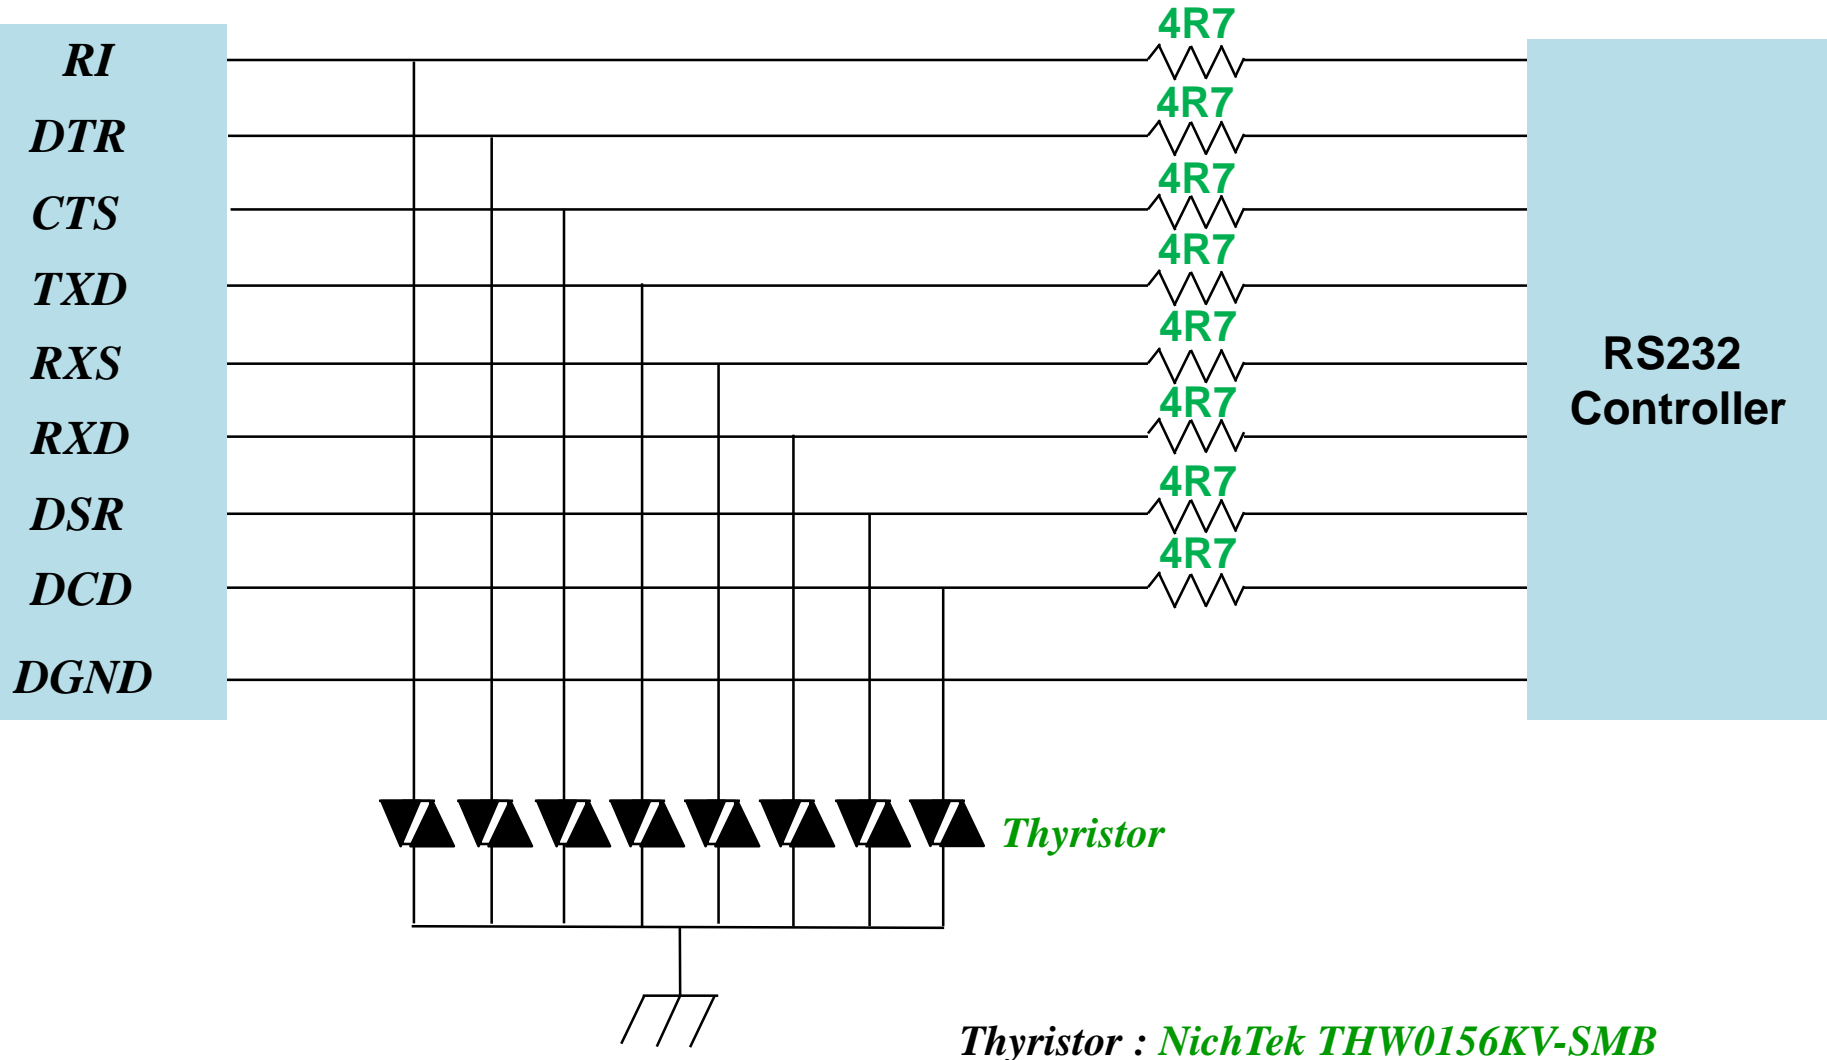 4R7
RI
4R7
DTR
4R7
CTS
4R7
TXD
4R7
RXS
4R7
RXD
4R7
DSR
4R7
DCD
DGND
RS232
Controller
Thyristor
Thyristor : NichTek THW0156KV-SMB